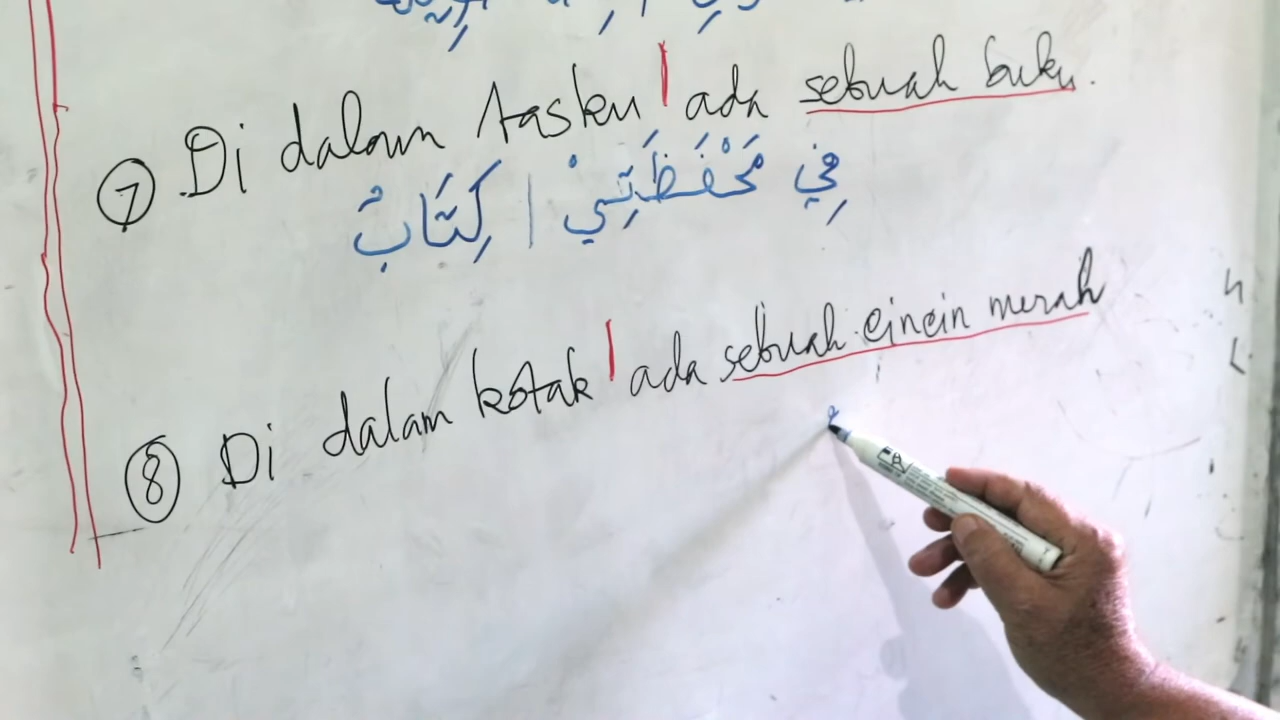 7 Di dalam tasku | ada sebuah buku.
فِي مَحْفَظَتِيْ | كِتَابٌ
8 Di dalam kotak | ada sebuah cincin merah